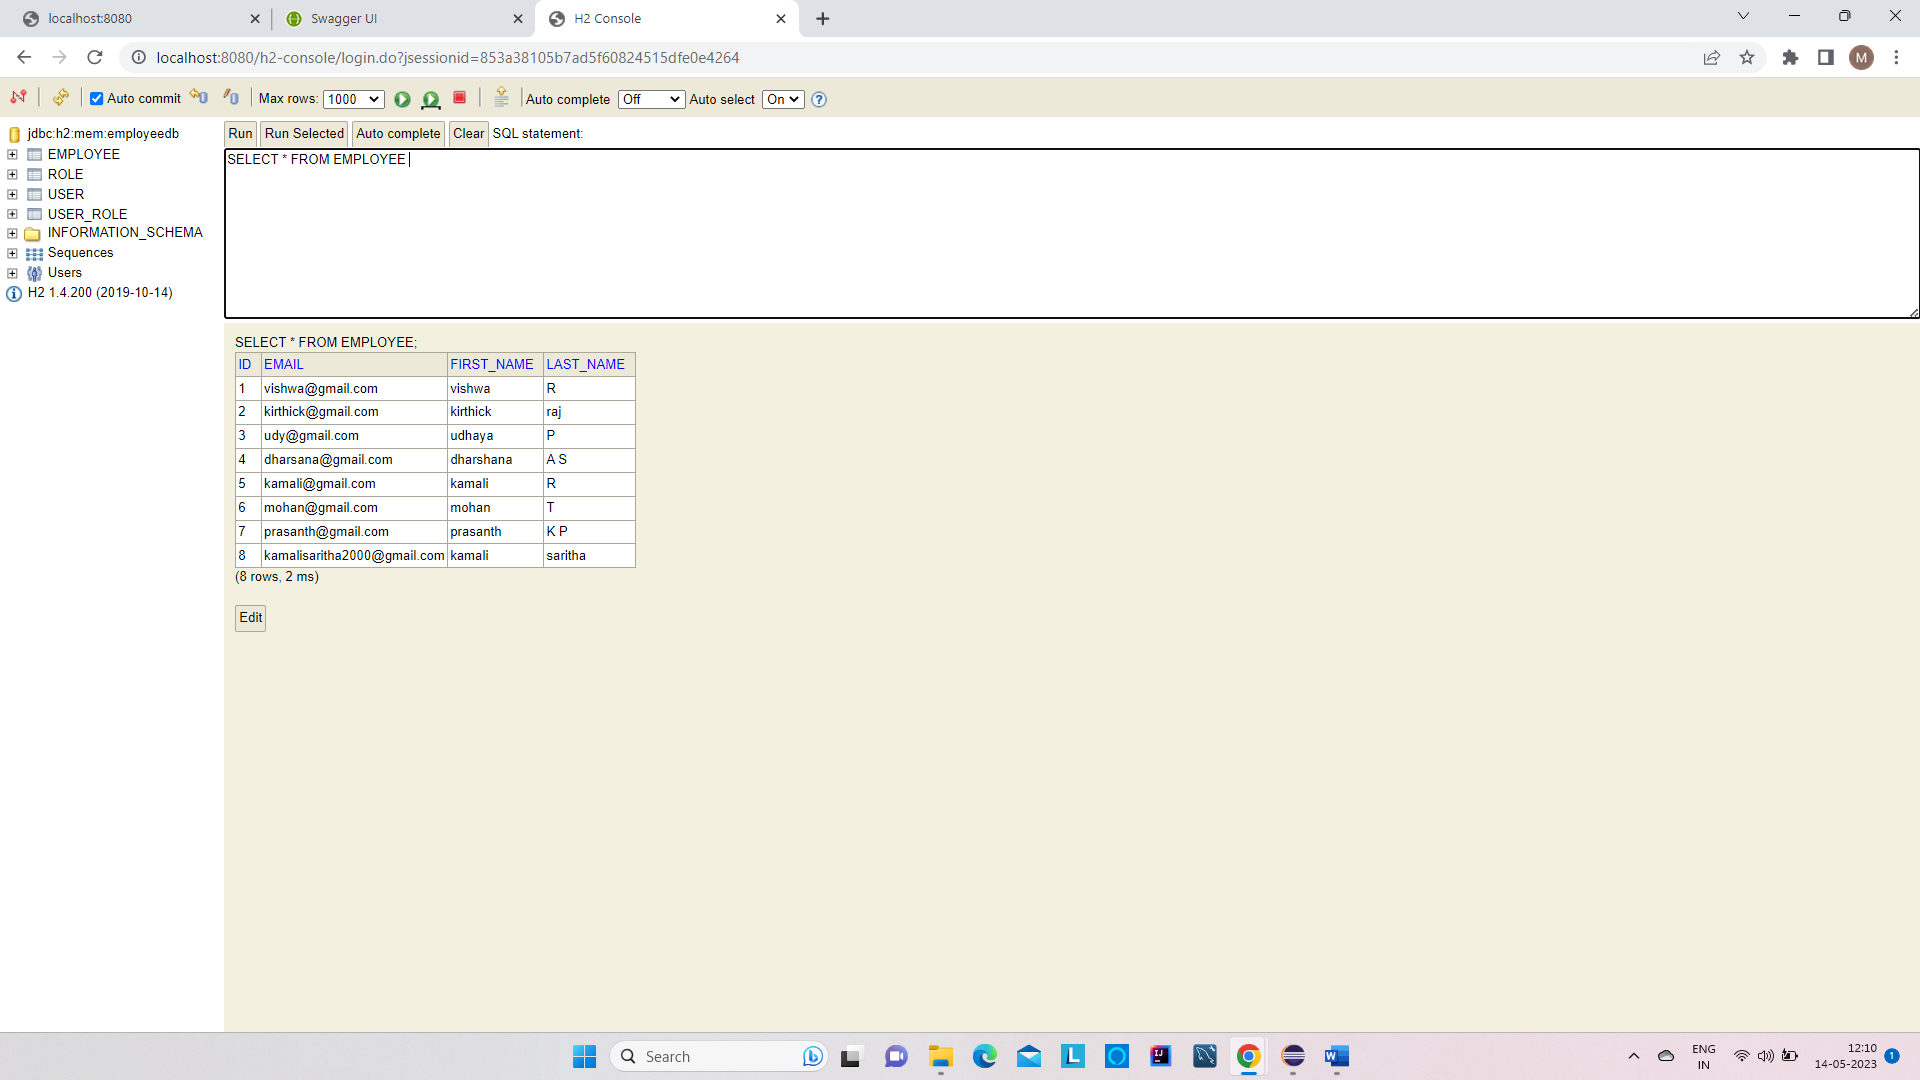 localhost:8080
Swagger UI
H2 Console
localhost:8080/h2-console/login.do?jsessionid=853a38105b7ad5f60824515dfe0e4264
M
Auto commit
Max rows: 1000
Auto complete Off
Auto select On
?
jdbc:h2:mem:employeedb
EMPLOYEE
ROLE
USER
USER_ROLE
INFORMATION_SCHEMA
Sequences
Users
H2 1.4.200 (2019-10-14)
Run Run Selected Auto complete Clear SQL statement:
SELECT * FROM EMPLOYEE
SELECT * FROM EMPLOYEE;
ID EMAIL FIRST_NAME LAST_NAME
1 vishwa@gmail.com vishwa R
2 kirthick@gmail.com kirthick raj
3 udy@gmail.com udhaya P
4 dharsana@gmail.com dharshana A S
5 kamali@gmail.com kamali R
6 mohan@gmail.com mohan T
7 prasanth@gmail.com prasanth K P
8 kamalisaritha2000@gmail.com kamali saritha
(8 rows, 2 ms)
Edit
Search
L
IJ
W
ENG
IN
12:10
14-05-2023
1